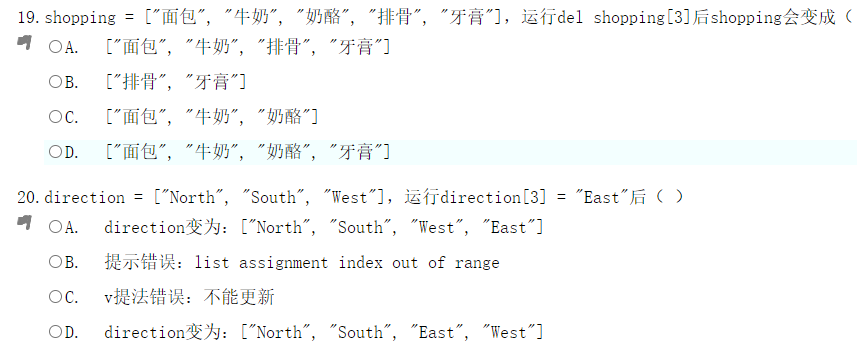 19. shopping = ["面包", "牛奶", "奶酪", "排骨", "牙膏"]，运行del shopping[3]后shopping会变成（
○A. ["面包", "牛奶", "排骨", "牙膏"]
○B. ["排骨", "牙膏"]
○C. ["面包", "牛奶", "奶酪"]
○D. ["面包", "牛奶", "奶酪", "牙膏"]
20. direction = ["North", "South", "West"]，运行direction[3] = "East"后（ ）
○A. direction变为：["North", "South", "West", "East"]
○B. 提示错误：list assignment index out of range
○C. v提法错误：不能更新
○D. direction变为：["North", "South", "East", "West"]